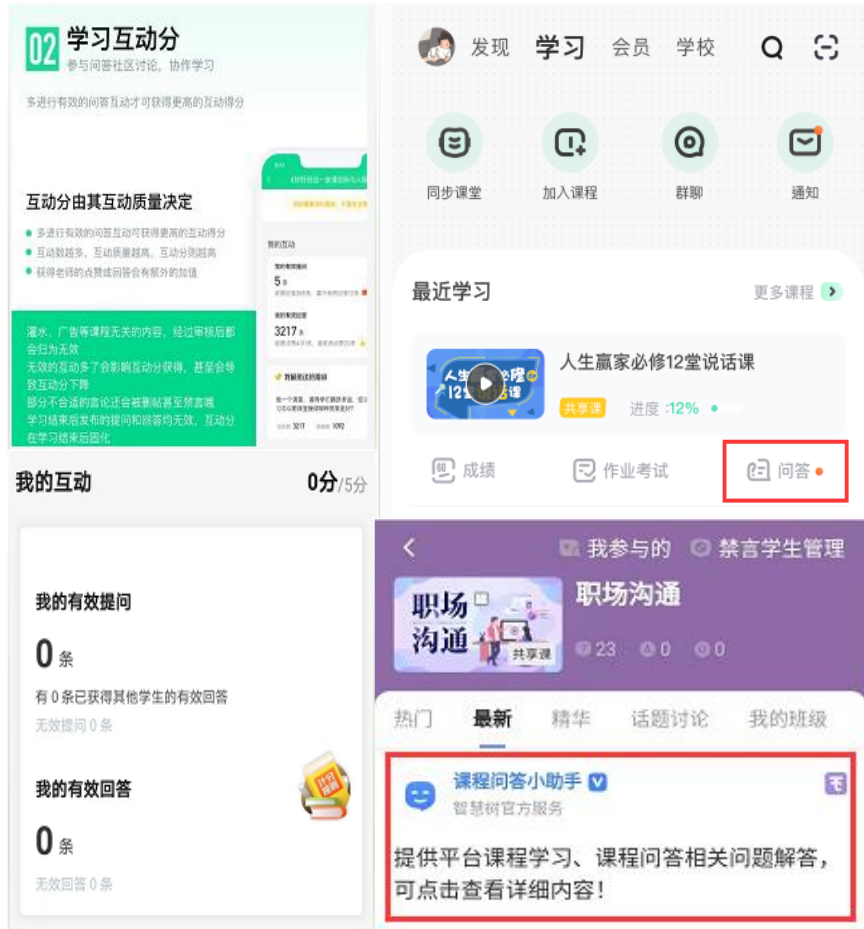 02
学习互动分
参与问答社区讨论，协作学习
多进行有效的问答互动才可获得更高的互动得分
互动分由其互动质量决定
多进行有效的问答互动可获得更高的互动得分
互动数越多，互动质量越高，互动分则越高
获得老师的点赞或回答会有额外的加值
我的互动
5
3217
3217
1092
灌水、广告等课程无关的内容，经过审核后都
会归为无效
无效的互动多了会影响互动分获得，甚至会导
致互动分下降
部分不合适的言论还会被删贴甚至禁言哦
学习结束后发布的提问和回答均无效，互动分
在学习结束后固化
发现 学习 会员 学校
同步课堂 加入课程 群聊 通知
最近学习 更多课程
人生赢家必修12堂说话课
共享课 进度 :12%
成绩 作业考试 问答
我的互动 0分/5分
我的有效提问
0 条
有 0 条已获得其他学生的有效回答
无效提问 0 条
我的有效回答
0 条
无效回答 0 条
计分
规则
我参与的 禁言学生管理
职场
沟通
共享课
职场沟通
23 0 0
热门 最新 精华 话题讨论 我的班级
课程问答小助手
智慧树官方服务
提供平台课程学习、课程问答相关问题解答，
可点击查看详细内容！